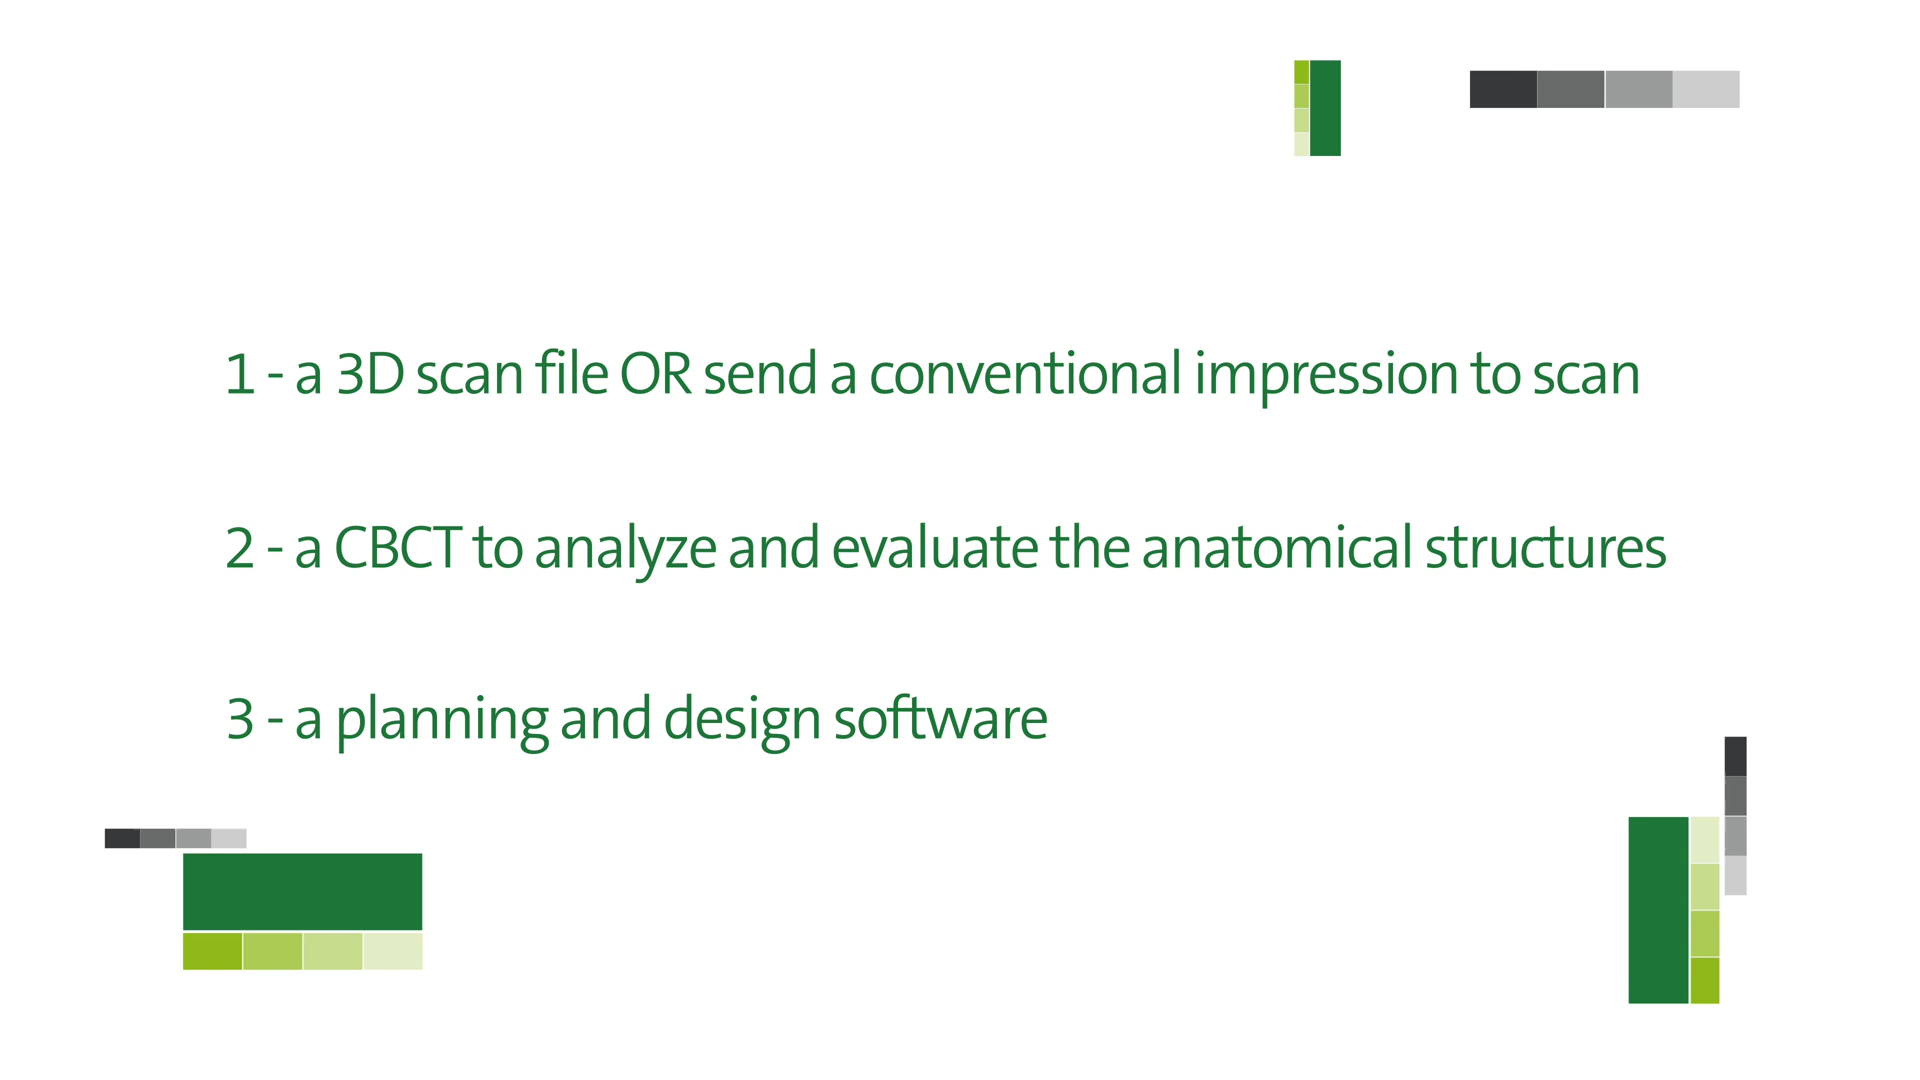 1 - a 3D scan file OR send a conventional impression to scan
2 - a CBCT to analyze and evaluate the anatomical structures
3 - a planning and design software